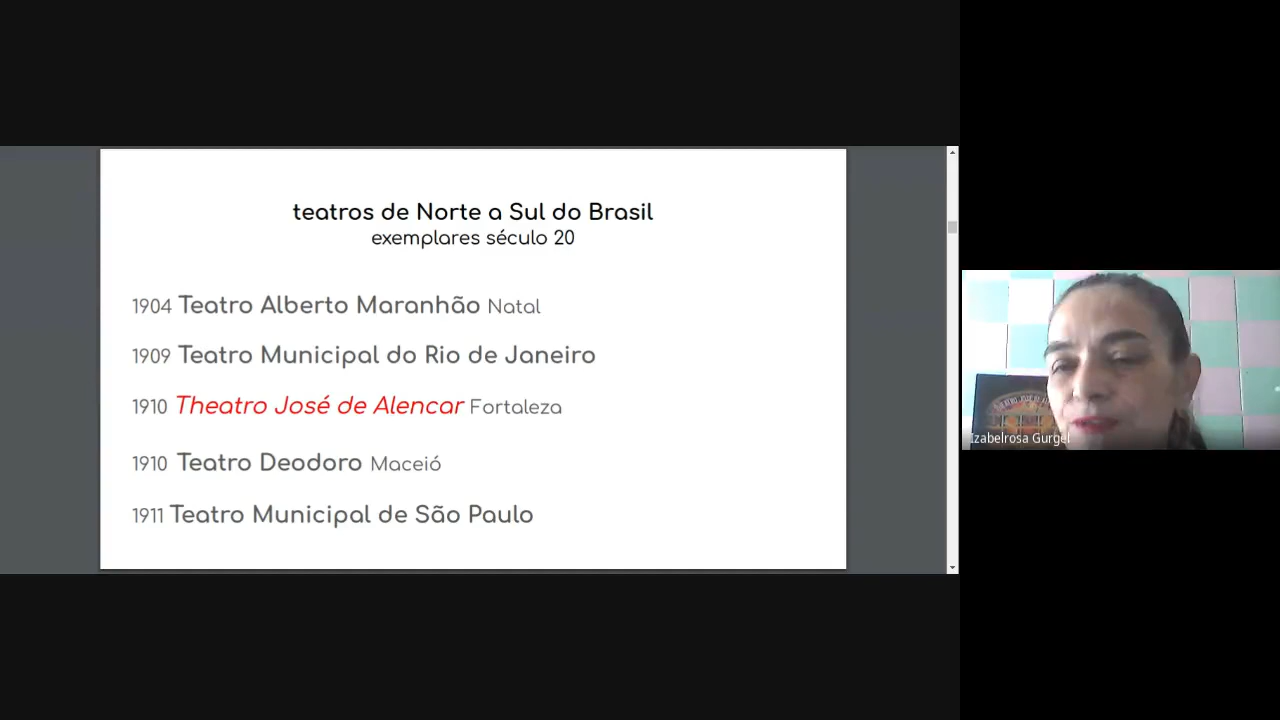 teatros de Norte a Sul do Brasil
exemplares século 20
1904 Teatro Alberto Maranhão Natal
1909 Teatro Municipal do Rio de Janeiro
1910 Theatro José de Alencar Fortaleza
1910 Teatro Deodoro Maceió
1911 Teatro Municipal de São Paulo
Izabelrosa Gurgel